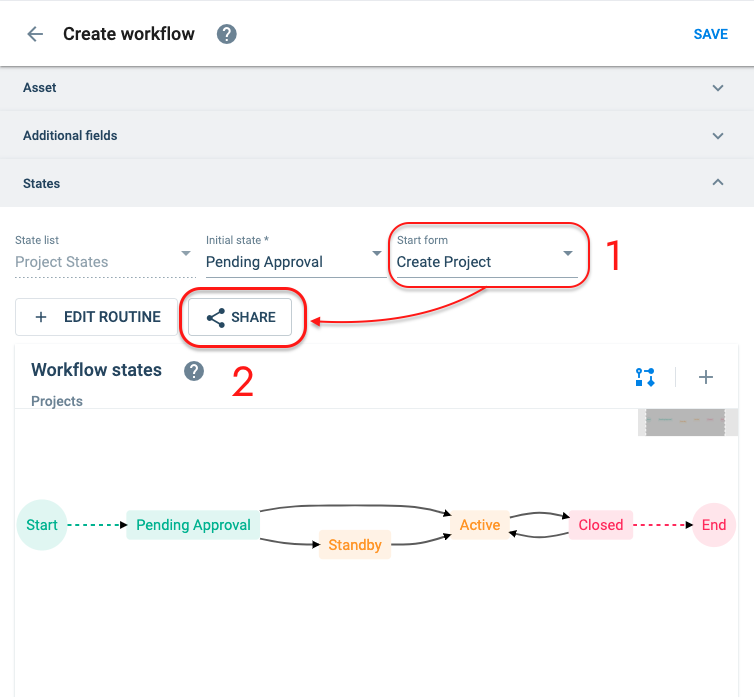 Create workflow ?
SAVE
Asset
Additional fields
States
State list
Project States
Initial state *
Pending Approval
Start form
Create Project
1
+ EDIT ROUTINE
SHARE
2
Workflow states ?
Projects
Start
Pending Approval
Standby
Active
Closed
End